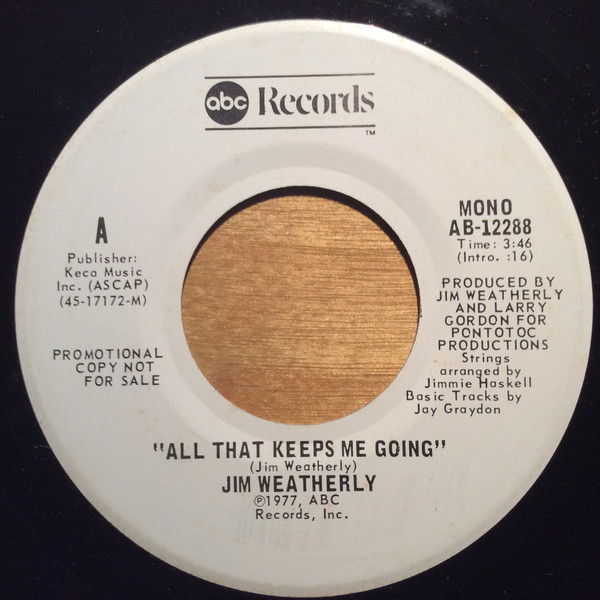 abc Records
TM
A
Publisher:
Keca Music
Inc. (ASCAP)
(45-17172-M)
PROMOTIONAL
COPY NOT
FOR SALE
MONO
AB-12288
Time: 3:46
(Intro. :16)
PRODUCED BY
JIM WEATHERLY
AND LARRY
GORDON FOR
PONTOTOC
PRODUCTIONS
Strings
arranged by
Jimmie Haskell
Basic Tracks by
Jay Graydon
"ALL THAT KEEPS ME GOING"
(Jim Weatherly)
JIM WEATHERLY
Ⓟ1977, ABC
Records, Inc.